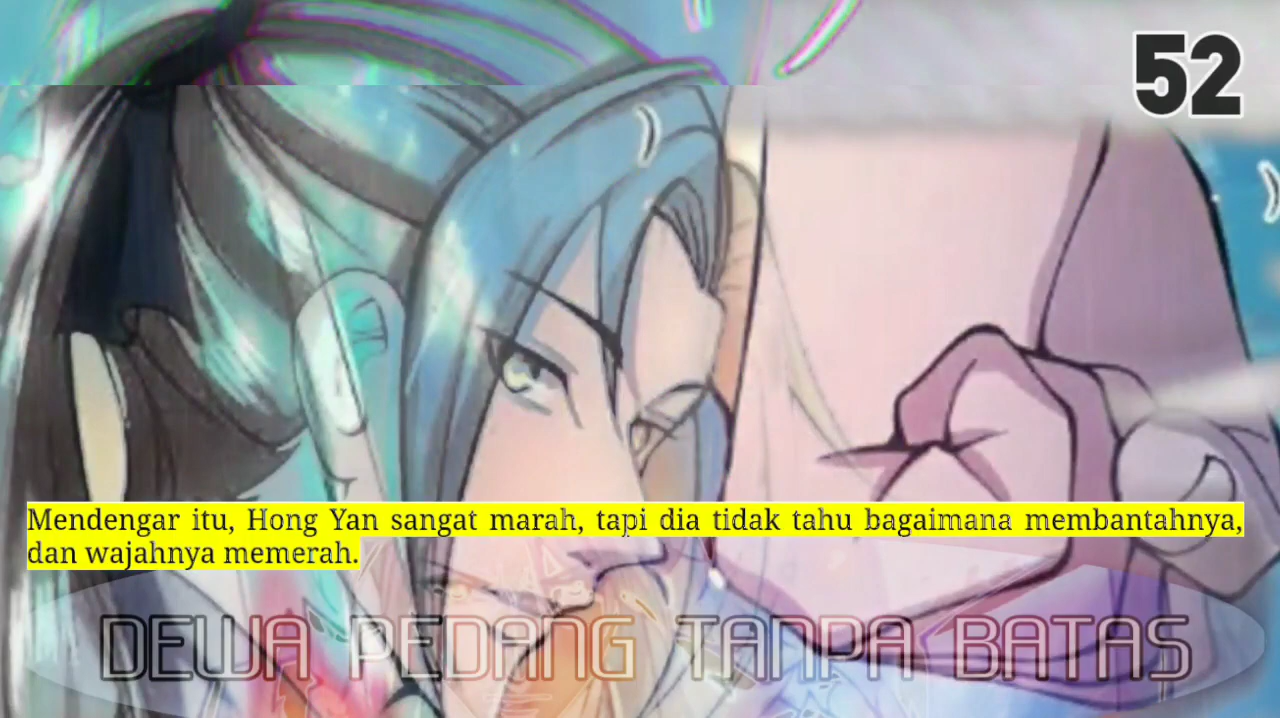 52
Mendengar itu, Hong Yan sangat marah, tapi dia tidak tahu bagaimana membantahnya,
dan wajahnya memerah.
DEWA PEDANG TANPA BATAS